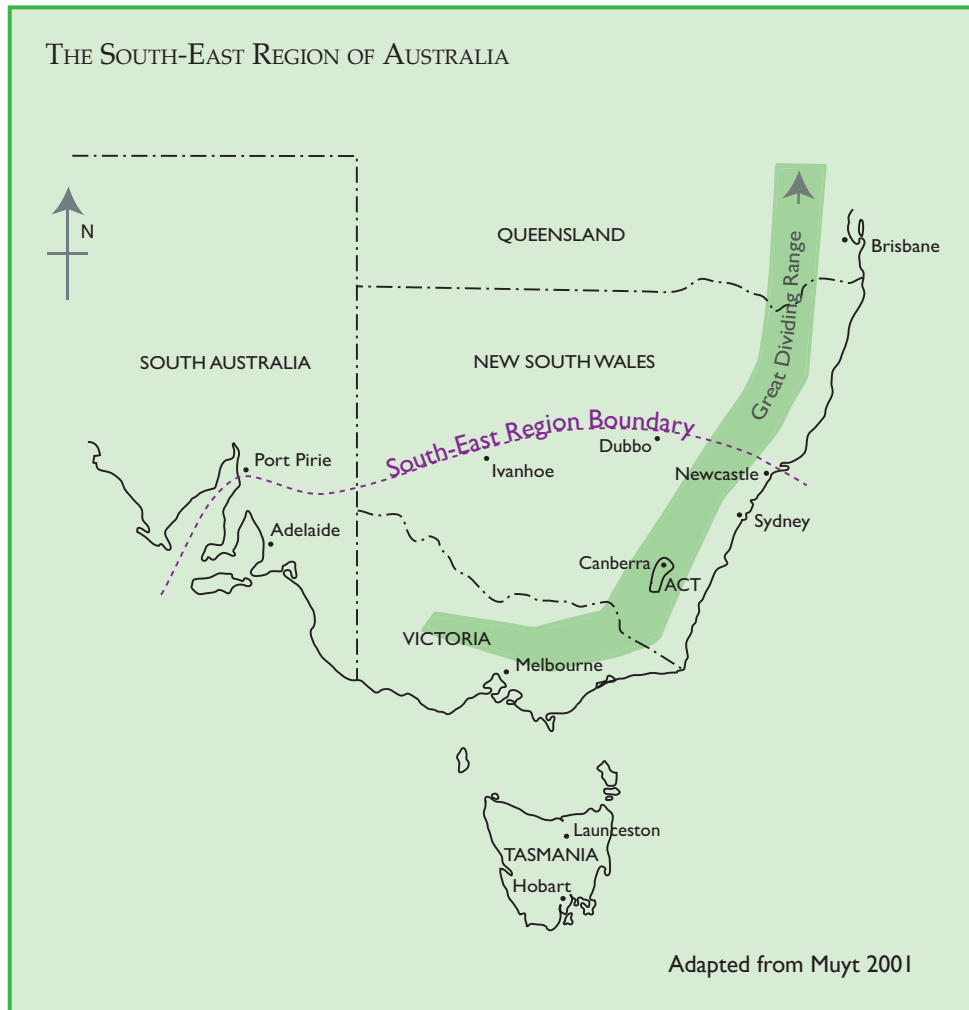 THE SOUTH-EAST REGION OF AUSTRALIA
N
QUEENSLAND
Brisbane
Great Dividing Range
SOUTH AUSTRALIA
NEW SOUTH WALES
South-East Region Boundary
Dubbo
Port Pirie
Ivanhoe
Newcastle
Adelaide
Sydney
Canberra
ACT
VICTORIA
Melbourne
Launceston
TASMANIA
Hobart
Adapted from Muyt 2001